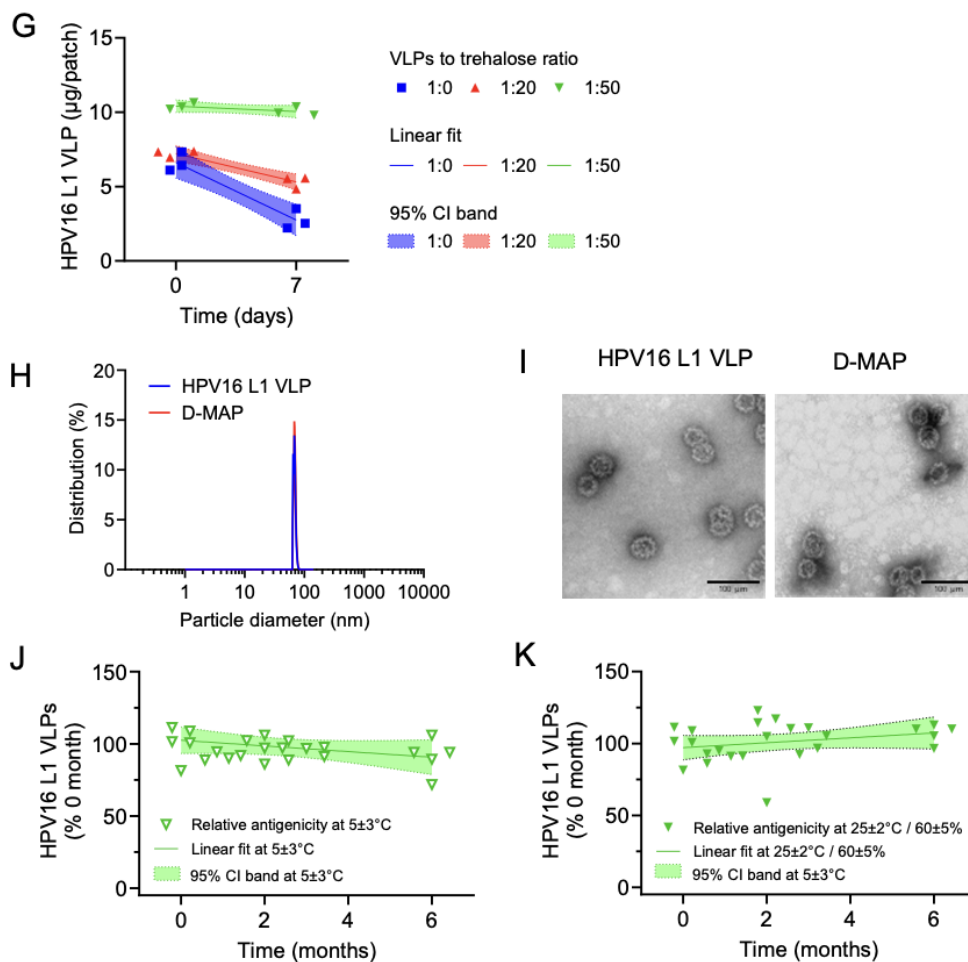 G
HPV16 L1 VLP (µg/patch)
15
10
5
0
0 7
Time (days)
VLPs to trehalose ratio
1:0 1:20 1:50
Linear fit
1:0 1:20 1:50
95% CI band
1:0 1:20 1:50
H
Distribution (%)
20
15
10
5
0
HPV16 L1 VLP
D-MAP
1 10 100 1000 10000
Particle diameter (nm)
I
HPV16 L1 VLP D-MAP
100 µm 100 µm
J
HPV16 L1 VLPs
(% 0 month)
150
100
50
0
Relative antigenicity at 5±3°C
Linear fit at 5±3°C
95% CI band at 5±3°C
0 2 4 6
Time (months)
K
HPV16 L1 VLPs
(% 0 month)
150
100
50
0
Relative antigenicity at 25±2°C / 60±5%
Linear fit at 25±2°C / 60±5%
95% CI band at 5±3°C
0 2 4 6
Time (months)